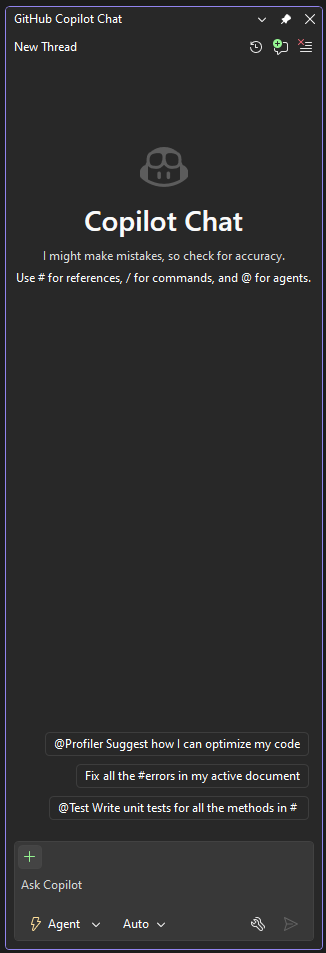 GitHub Copilot Chat
New Thread
Copilot Chat
I might make mistakes, so check for accuracy.
Use # for references, / for commands, and @ for agents.
@Profiler Suggest how I can optimize my code
Fix all the #errors in my active document
@Test Write unit tests for all the methods in #
Ask Copilot
Agent Auto